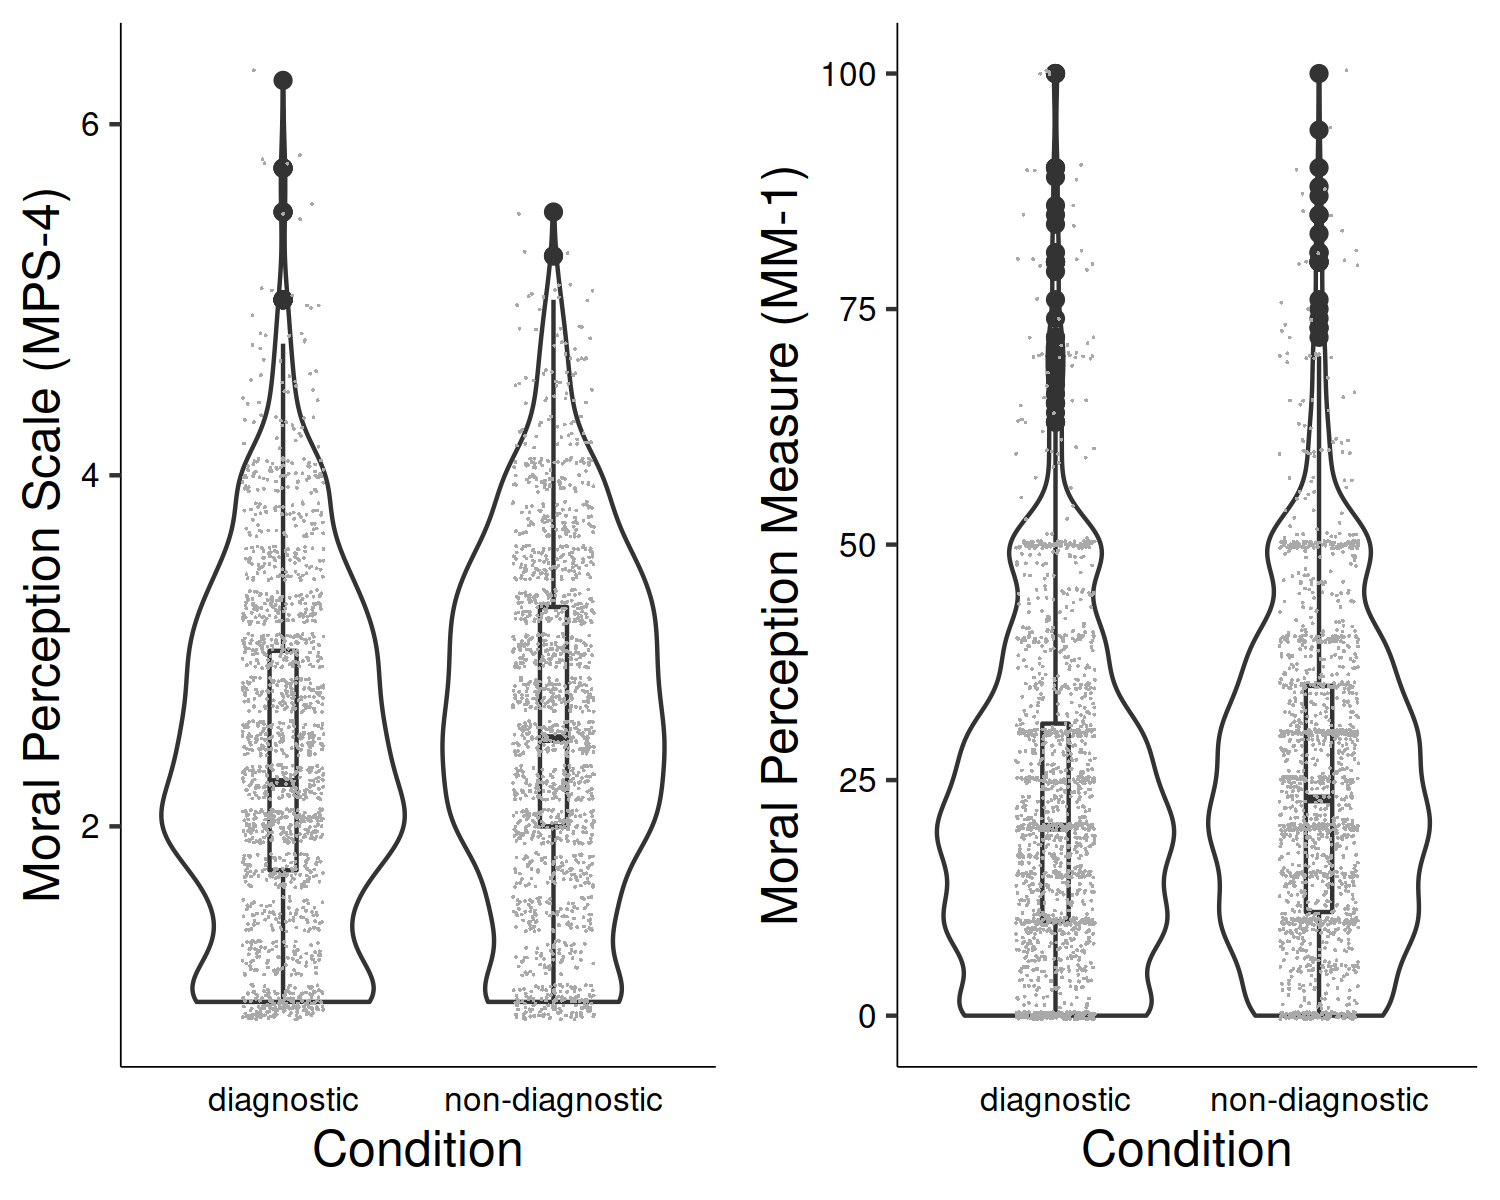 Moral Perception Scale (MPS-4)
6
4
2
diagnostic
non-diagnostic
Condition
Moral Perception Measure (MM-1)
100
75
50
25
0
diagnostic
non-diagnostic
Condition